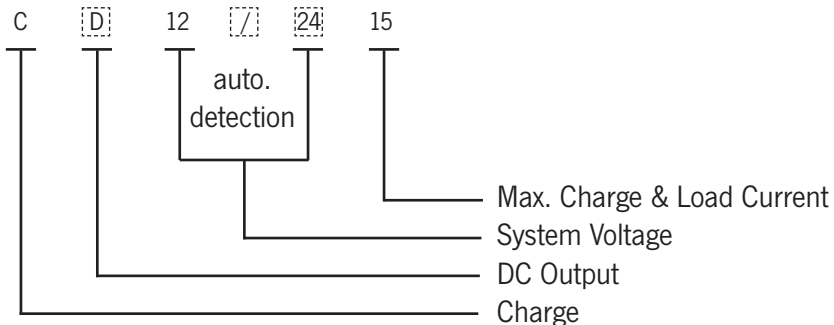 C D 12 / 24 15
auto.
detection
Max. Charge & Load Current
System Voltage
DC Output
Charge